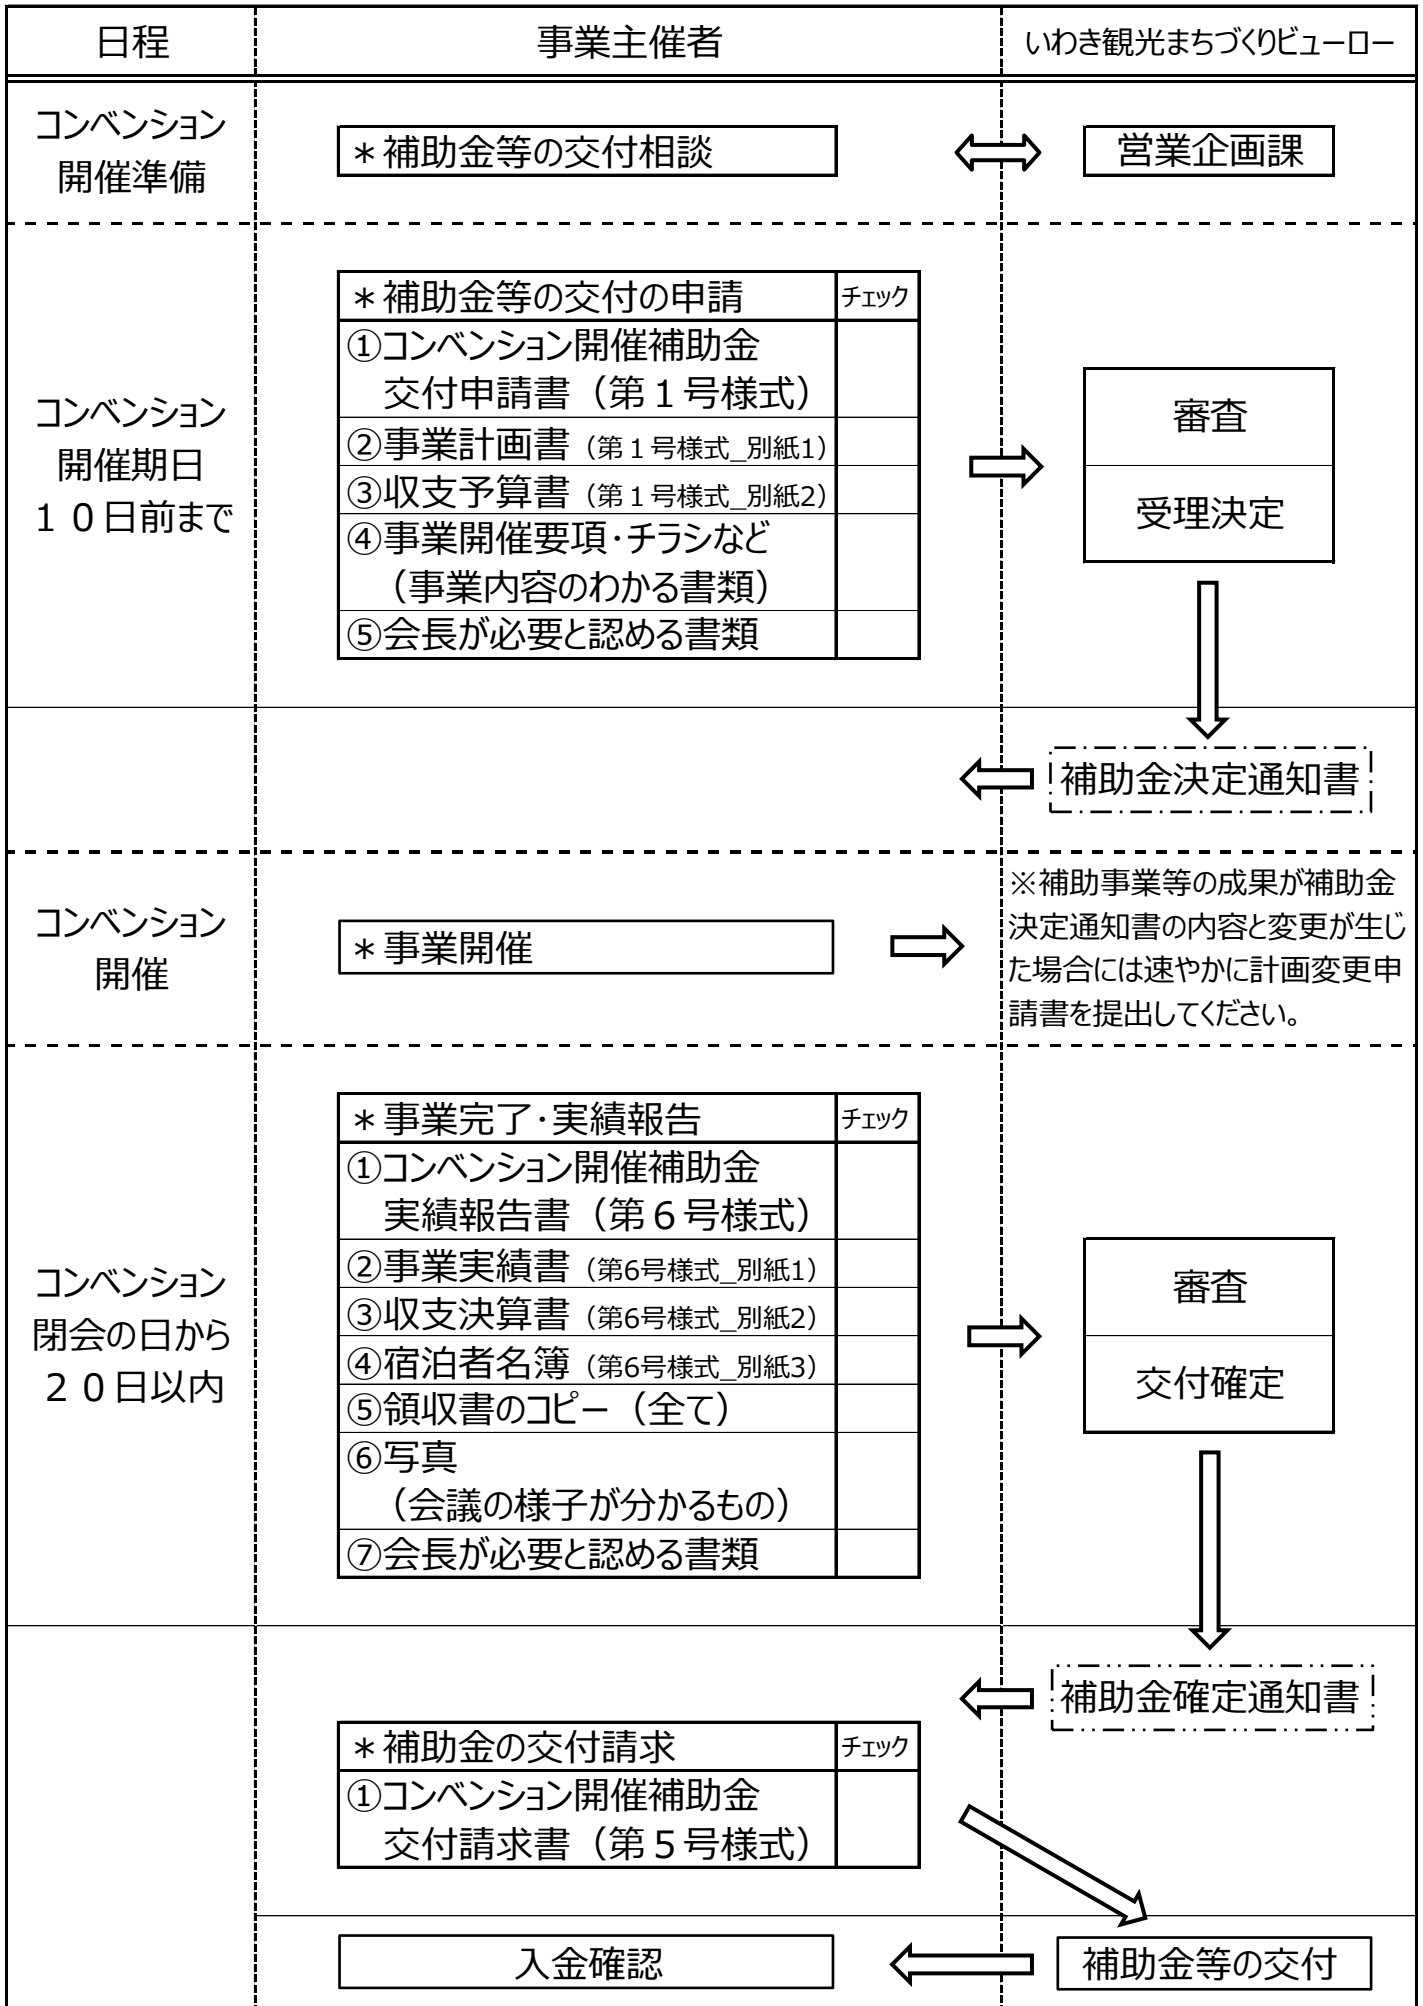 日程
事業主催者
いわき観光まちづくりビューロー
コンベンション
開催準備
＊補助金等の交付相談
営業企画課
コンベンション
開催期日
１０日前まで
＊補助金等の交付の申請
チェック
①コンベンション開催補助金
交付申請書（第１号様式）
②事業計画書（第１号様式_別紙1）
③収支予算書（第１号様式_別紙2）
④事業開催要項・チラシなど
（事業内容のわかる書類）
⑤会長が必要と認める書類
審査
受理決定
補助金決定通知書
コンベンション
開催
＊事業開催
※補助事業等の成果が補助金
決定通知書の内容と変更が生じ
た場合には速やかに計画変更申
請書を提出してください。
コンベンション
閉会の日から
２０日以内
＊事業完了・実績報告
チェック
①コンベンション開催補助金
実績報告書（第６号様式）
②事業実績書（第6号様式_別紙1）
③収支決算書（第6号様式_別紙2）
④宿泊者名簿（第6号様式_別紙3）
⑤領収書のコピー（全て）
⑥写真
（会議の様子が分かるもの）
⑦会長が必要と認める書類
審査
交付確定
補助金確定通知書
＊補助金の交付請求
チェック
①コンベンション開催補助金
交付請求書（第５号様式）
入金確認
補助金等の交付